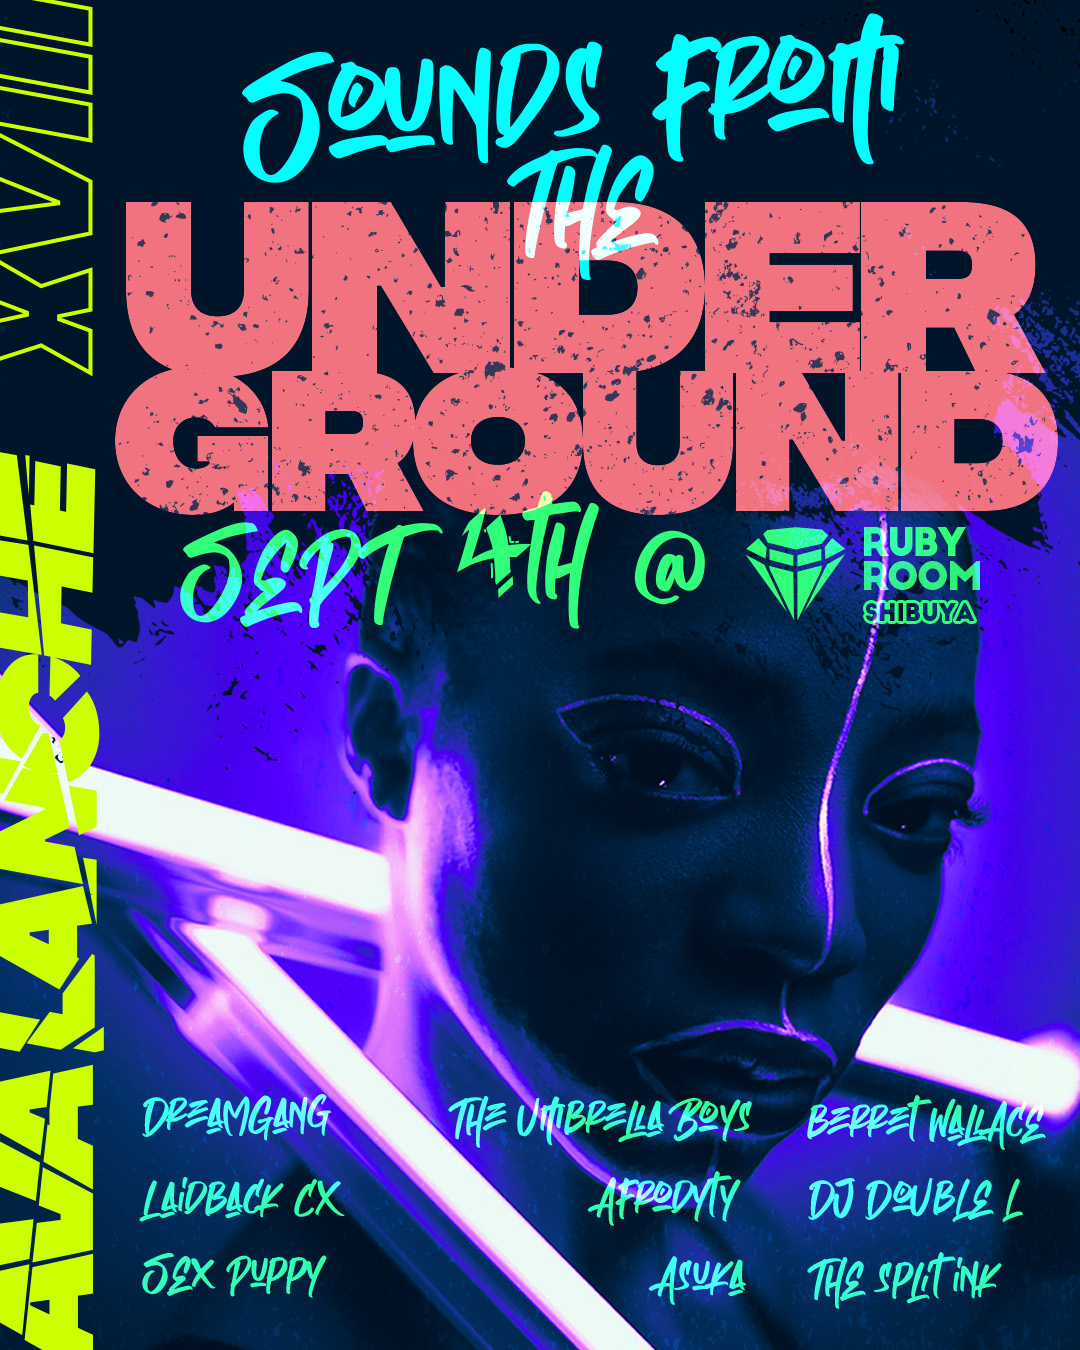 SOUNDS FROM
THE
UNDER
GROUND
SEPT 4TH @
RUBY
ROOM
SHIBUYA
AVALANCHE XVIII
DREAMGANG
THE UMBRELLA BOYS
BERRET WALLACE
LAIDBACK CX
AFRODYTY
DJ DOUBLE L
SEX PUPPY
ASUKA
THE SPLIT INK